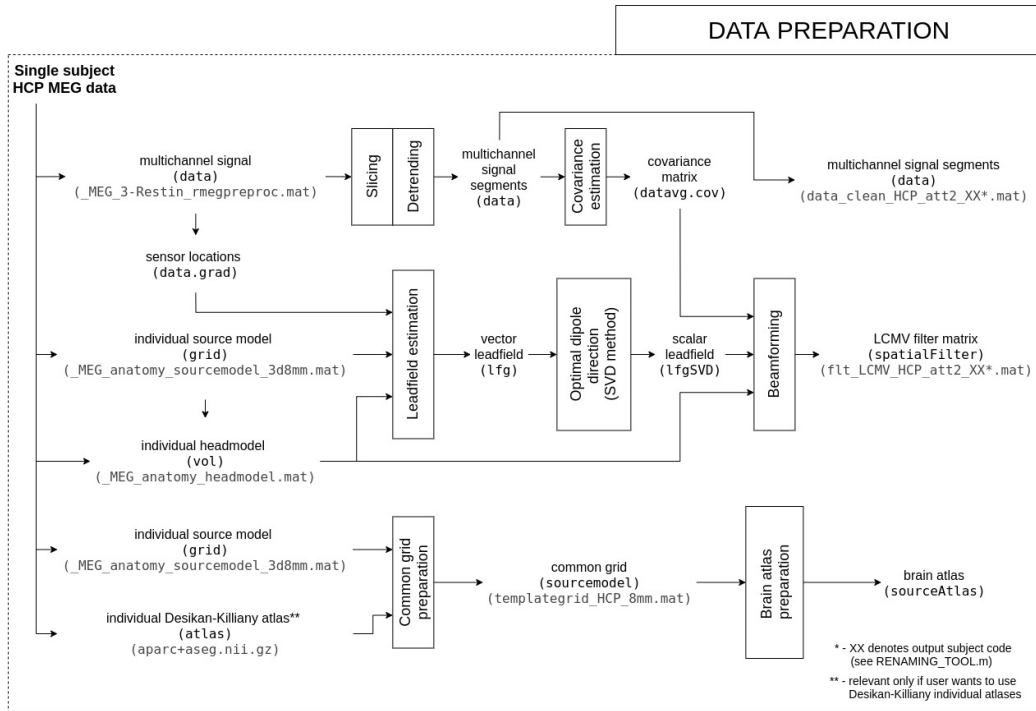 DATA PREPARATION
Single subject
HCP MEG data
multichannel signal
(data)
(_MEG_3-Restin_rmegpreproc.mat)
Slicing
Detrending
multichannel
signal
segments
(data)
Covariance
estimation
covariance
matrix
(datavg.cov)
multichannel signal segments
(data)
(data_clean_HCP_att2_XX*.mat)
sensor locations
(data.grad)
individual source model
(grid)
(_MEG_anatomy_sourcemodel_3d8mm.mat)
Leadfield estimation
vector
leadfield
(lfg)
Optimal dipole
direction
(SVD method)
scalar
leadfield
(lfgSVD)
Beamforming
LCMV filter matrix
(spatialFilter)
(flt_LCMV_HCP_att2_XX*.mat)
individual headmodel
(vol)
(_MEG_anatomy_headmodel.mat)
individual source model
(grid)
(_MEG_anatomy_sourcemodel_3d8mm.mat)
individual Desikan-Killiany atlas**
(atlas)
(aparc+aseg.nii.gz)
Common grid
preparation
common grid
(sourcemodel)
(templategrid_HCP_8mm.mat)
Brain atlas
preparation
brain atlas
(sourceAtlas)
* - XX denotes output subject code
(see RENAMING_TOOL.m)
** - relevant only if user wants to use
Desikan-Killiany individual atlases